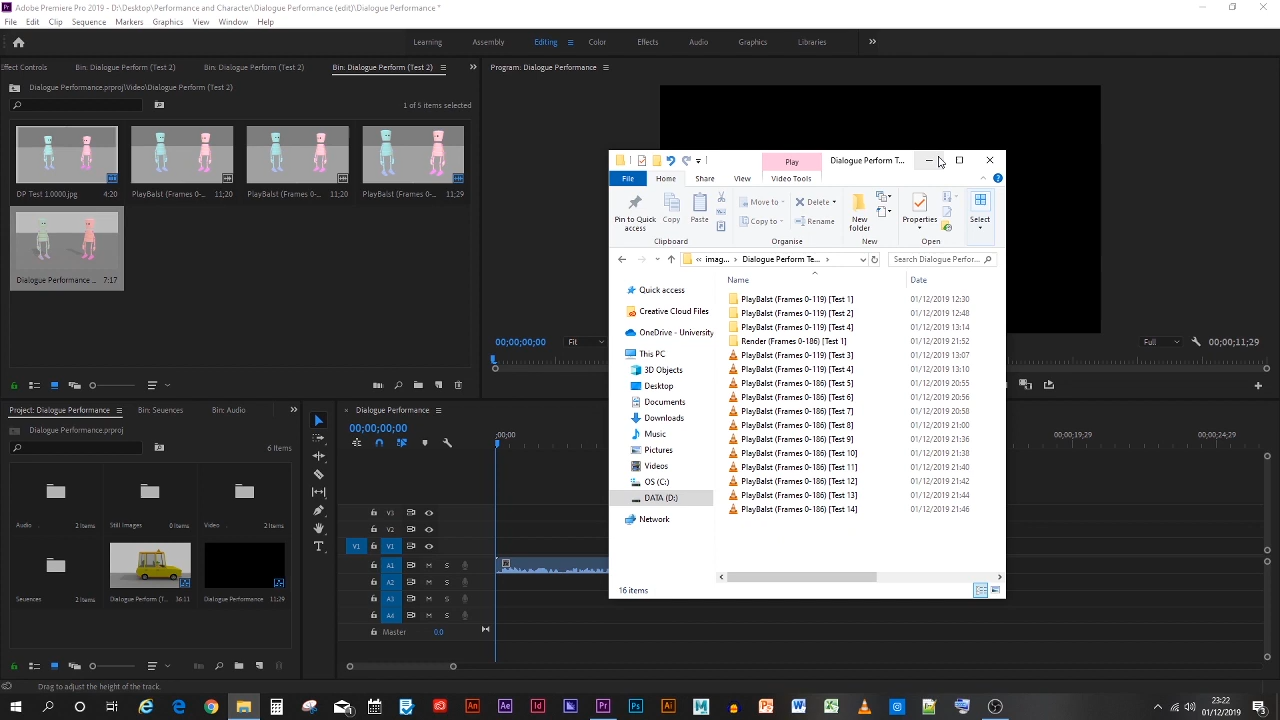 Adobe Premiere Pro 2019 - D:\Desktop\Performance and Character\Dialogue Performance (edit)\Dialogue Performance *
File Edit Clip Sequence Markers Graphics View Window Help
Learning Assembly Editing Color Effects Audio Graphics Libraries
Effect Controls Bin: Dialogue Perform (Test 2) Bin: Dialogue Perform (Test 2) Bin: Dialogue Perform (Test 2)
Program: Dialogue Performance
Dialogue Performance.prproj\Video\Dialogue Perform (Test 2)
1 of 5 items selected
DP Test 1.0000.jpg 4:20
PlayBalst (Frames 0-... 11:20
PlayBalst (Frames 0-... 11:20
PlayBalst (Frames 0-... 11:29
Dialogue Performance ... 7:17
00;00;00;00 Fit Full 00;00;11;29
Play Dialogue Perform T...
File Home Share View Video Tools
Pin to Quick access
Copy
Paste
Move to
Copy to
Delete
Rename
New folder
Properties
Select
Clipboard Organise New Open
imag... Dialogue Perform Te...
Search Dialogue Perfor...
Name Date
Quick access
Creative Cloud Files
OneDrive - University
This PC
3D Objects
Desktop
Documents
Downloads
Music
Pictures
Videos
OS (C:)
DATA (D:)
Network
PlayBalst (Frames 0-119) [Test 1] 01/12/2019 12:30
PlayBalst (Frames 0-119) [Test 2] 01/12/2019 12:48
PlayBalst (Frames 0-119) [Test 4] 01/12/2019 13:14
Render (Frames 0-186) [Test 1] 01/12/2019 21:52
PlayBalst (Frames 0-119) [Test 3] 01/12/2019 13:07
PlayBalst (Frames 0-119) [Test 4] 01/12/2019 13:10
PlayBalst (Frames 0-186) [Test 5] 01/12/2019 20:55
PlayBalst (Frames 0-186) [Test 6] 01/12/2019 20:56
PlayBalst (Frames 0-186) [Test 7] 01/12/2019 20:58
PlayBalst (Frames 0-186) [Test 8] 01/12/2019 21:00
PlayBalst (Frames 0-186) [Test 9] 01/12/2019 21:36
PlayBalst (Frames 0-186) [Test 10] 01/12/2019 21:38
PlayBalst (Frames 0-186) [Test 11] 01/12/2019 21:40
PlayBalst (Frames 0-186) [Test 12] 01/12/2019 21:42
PlayBalst (Frames 0-186) [Test 13] 01/12/2019 21:44
PlayBalst (Frames 0-186) [Test 14] 01/12/2019 21:46
16 items
Project: Dialogue Performance Bin: Seuences Bin: Audio
Dialogue Performance.prproj
6 Items
Audio 2 Items
Still Images 0 Items
Video 2 Items
Seuences 2 Items
Dialogue Perform (T... 36:11
Dialogue Performance 11;29
Dialogue Performance
00;00;00;00
;00;00 00;00;19;29 00;00;24;29
V3
V2
V1 V1
A1 M S
A2 M S
A3 M S
A4 M S
Master 0.0
Drag to adjust the height of the track.
23:22
01/12/2019